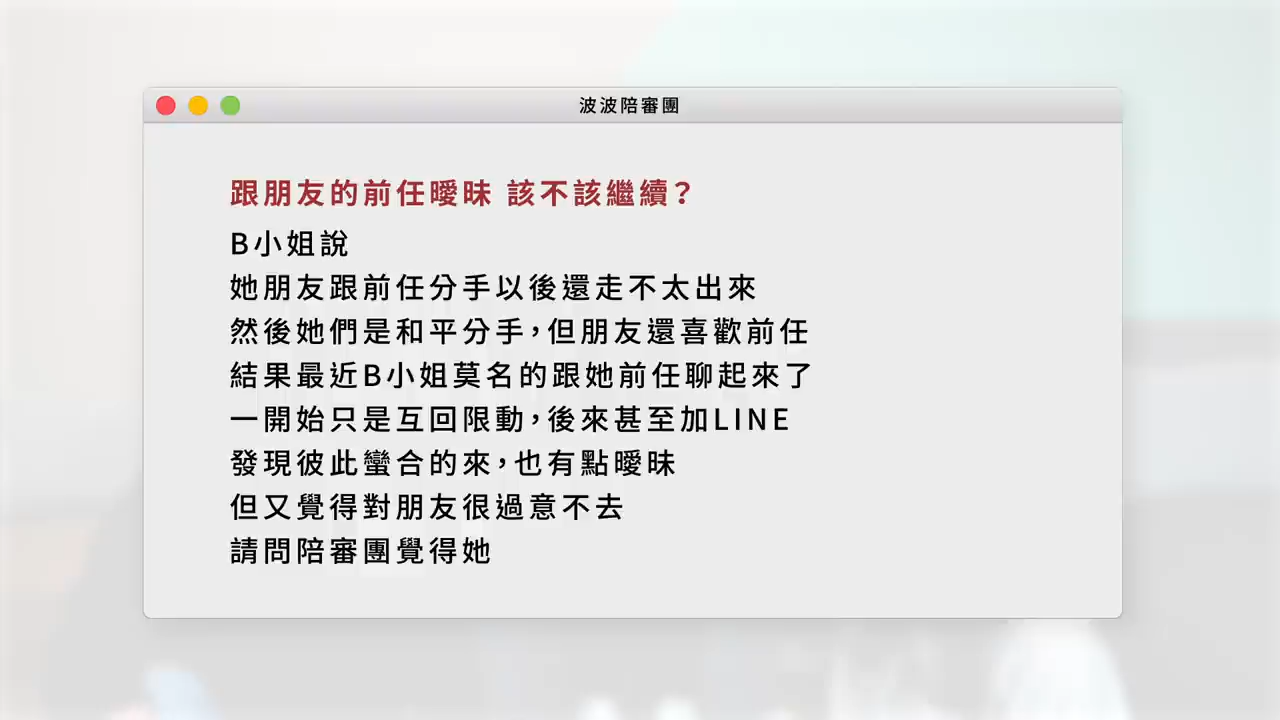 波波陪審團
跟朋友的前任曖昧 該不該繼續？
B小姐說
她朋友跟前任分手以後還走不太出來
然後她們是和平分手，但朋友還喜歡前任
結果最近B小姐莫名的跟她前任聊起來了
一開始只是互回限動，後來甚至加LINE
發現彼此蠻合的來，也有點曖昧
但又覺得對朋友很過意不去
請問陪審團覺得她